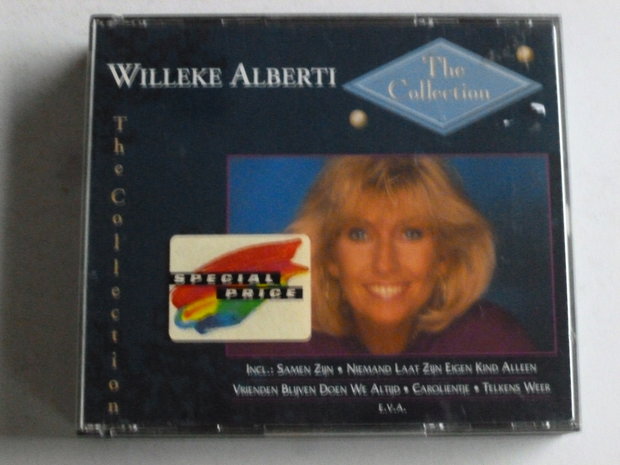 WILLEKE ALBERTI
The
Collection
The Collection
SPECIAL
PRICE
INCL.: SAMEN ZIJN • NIEMAND LAAT ZIJN EIGEN KIND ALLEEN
VRIENDEN BLIJVEN DOEN WE ALTIJD • CAROLIENTJE • TELKENS WEER
E.V.A.